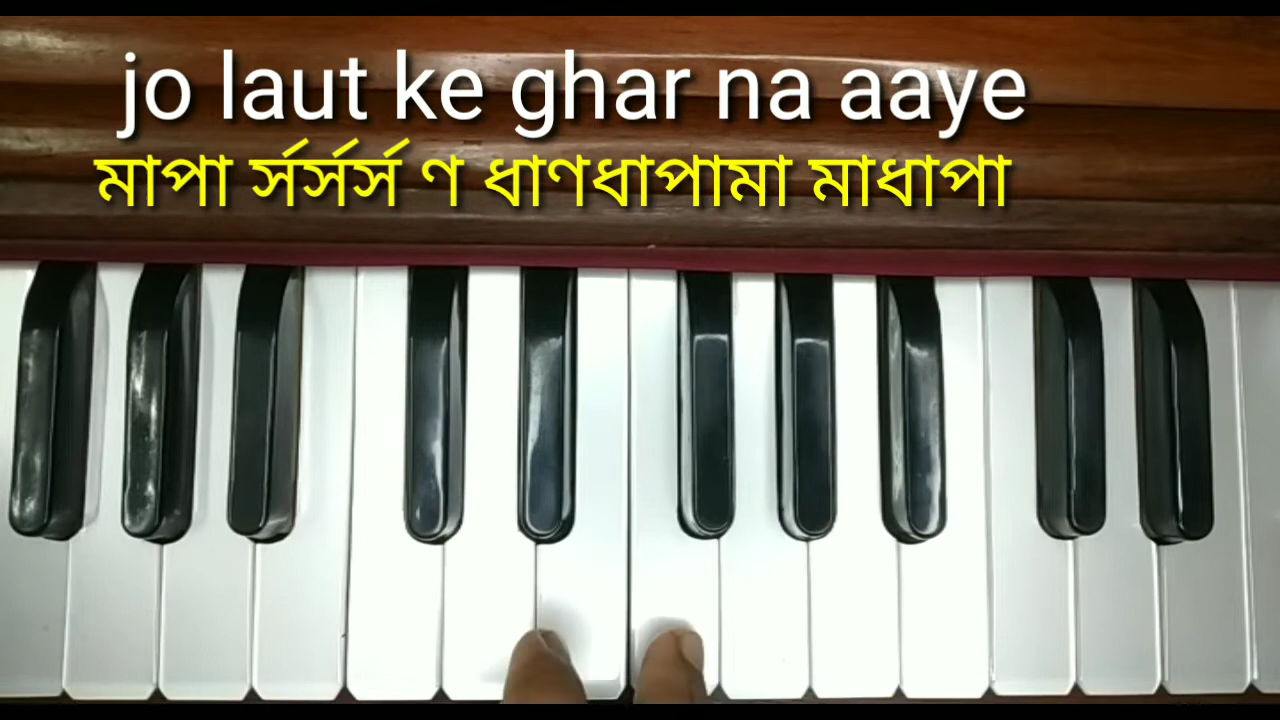 jo laut ke ghar na aaye
মাপা র্সর্সর্স ণ ধাণধাপামা মাধাপা